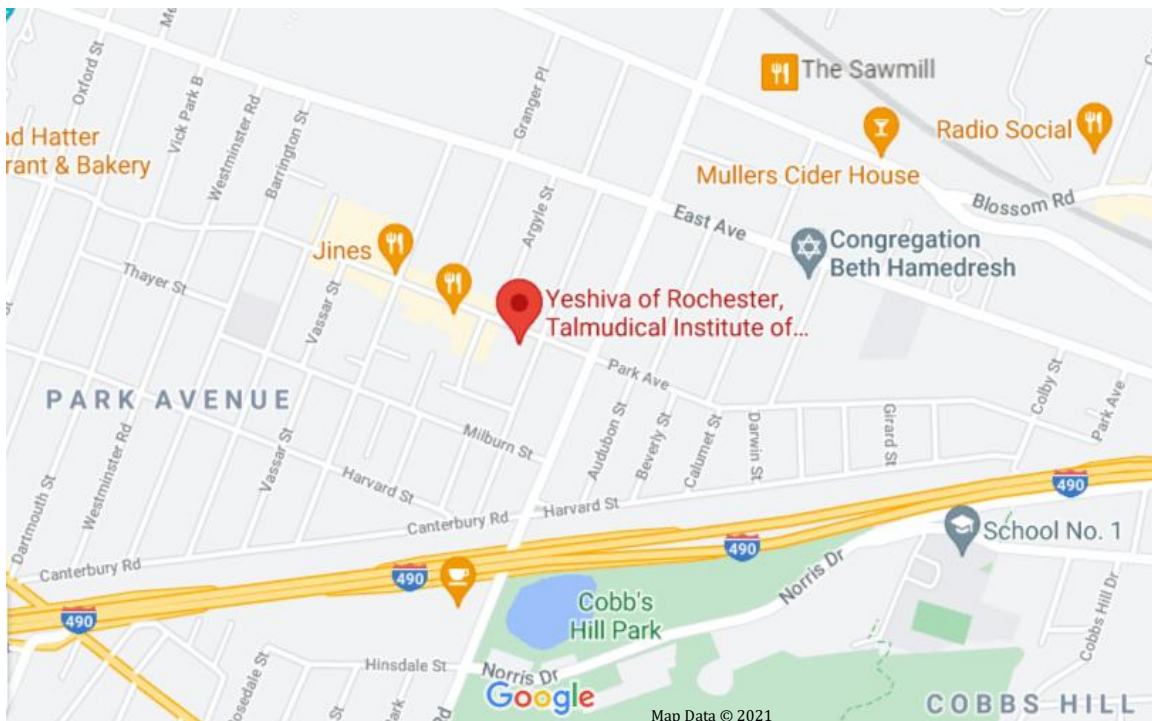 Oxford St
Vick Park B
Westminster Rd
Barrington St
Granger Pl
The Sawmill
Radio Social
Mullers Cider House
Blossom Rd
Hatter
& Bakery
Argyle St
East Ave
Congregation
Beth Hamedresh
Jines
Thayer St
Vassar St
Yeshiva of Rochester,
Talmudical Institute of...
Park Ave
PARK AVENUE
Colby St
Park Ave
Milburn St
Audubon St
Beverly St
Calumet St
Darwin St
Girard St
Westminster Rd
Vassar St
Harvard St
Dartmouth St
Harvard St
Canterbury Rd
490
School No. 1
490
Canterbury Rd
490
Norris Dr
490
Cobb's
Hill Park
Cobbs Hill Dr
Hinsdale St
Norris Dr
Google
Park
Rd
St
COBBS HILL
Map Data © 2021